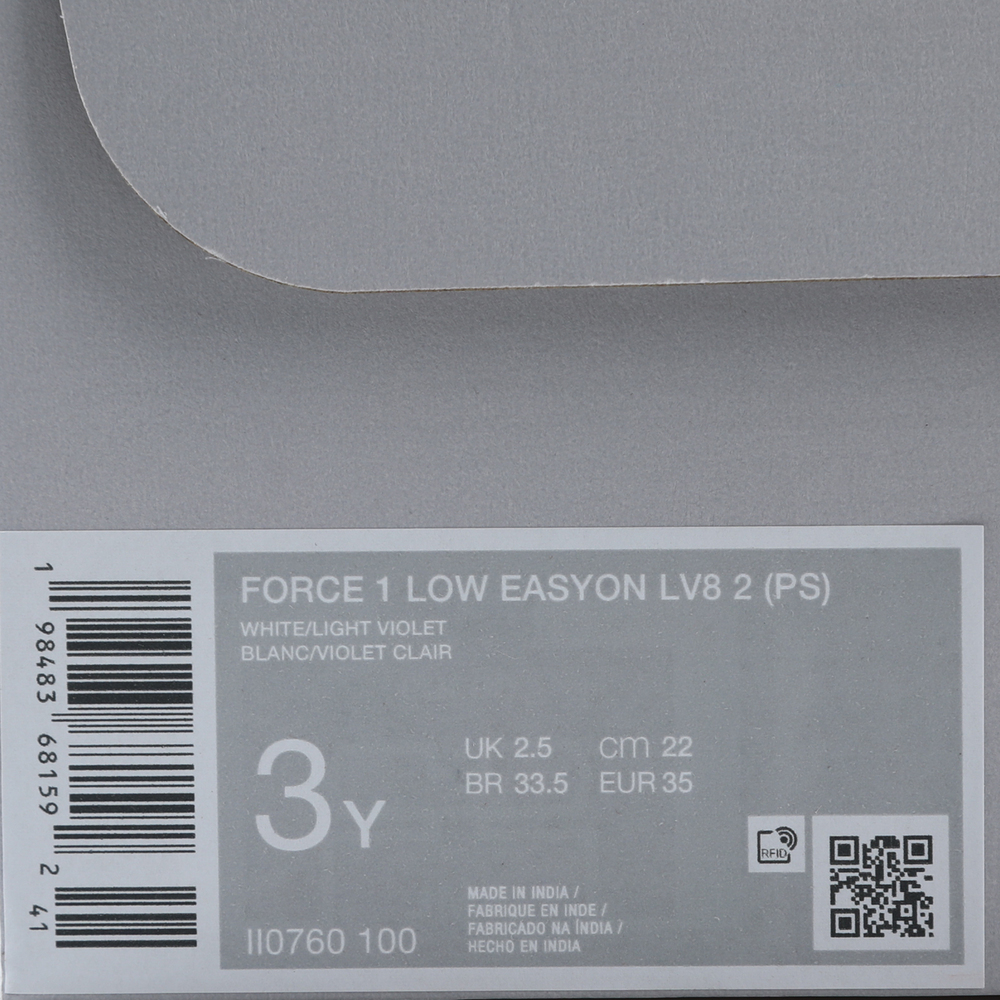 FORCE 1 LOW EASYON LV8 2 (PS)
WHITE/LIGHT VIOLET
BLANC/VIOLET CLAIR
3Y
UK 2.5 cm 22
BR 33.5 EUR 35
RFID
MADE IN INDIA /
FABRIQUE EN INDE /
FABRICADO NA ÍNDIA /
HECHO EN INDIA
II0760 100
1 98483 68159 2 41